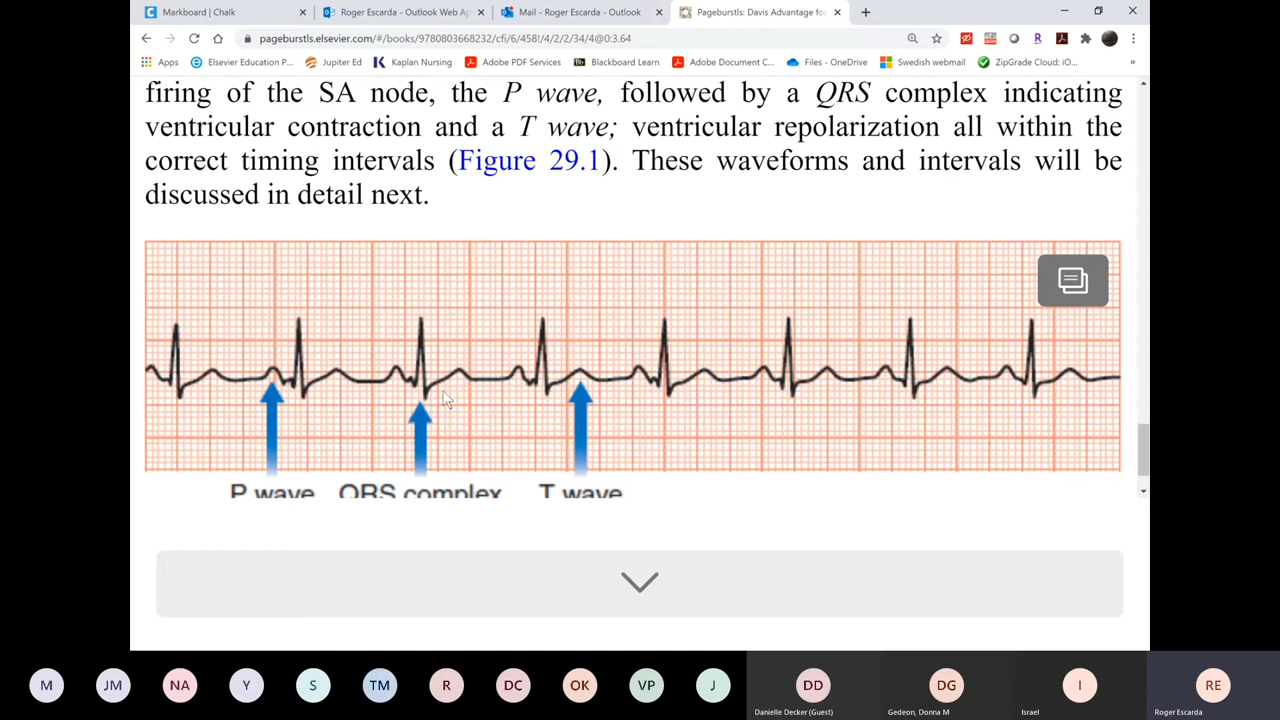 Markboard | Chalk
Roger Escarda - Outlook Web Ap
Mail - Roger Escarda - Outlook
Pageburstls: Davis Advantage fo
pageburstls.elsevier.com/#/books/9780803668232/cfi/6/458!/4/2/2/34/4@0:3.64
Apps
Elsevier Education P...
Jupiter Ed
Kaplan Nursing
Adobe PDF Services
Blackboard Learn
Adobe Document C...
Files - OneDrive
Swedish webmail
ZipGrade Cloud: iO...
»
firing of the SA node, the P wave, followed by a QRS complex indicating
ventricular contraction and a T wave; ventricular repolarization all within the
correct timing intervals (Figure 29.1). These waveforms and intervals will be
discussed in detail next.
P wave QRS complex T wave
M JM NA Y S TM R DC OK VP J DD DG I RE
Danielle Decker (Guest) Gedeon, Donna M Israel Roger Escarda